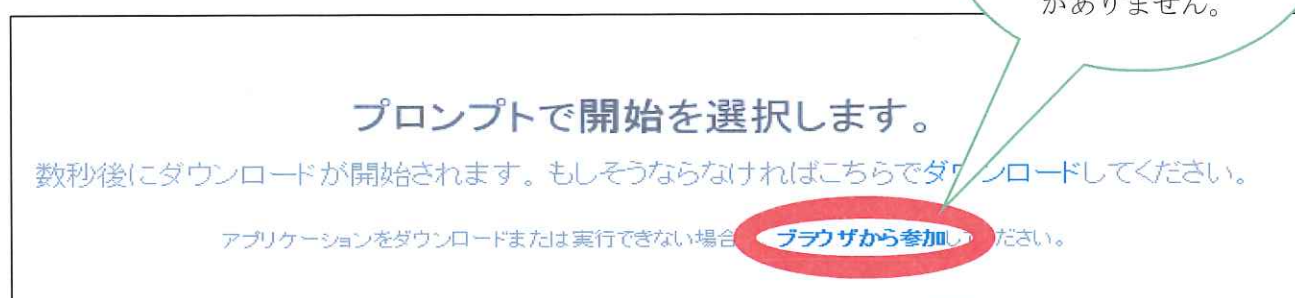 がありません。
プロンプトで開始を選択します。
数秒後にダウンロードが開始されます。もしそうならなければこちらでダウンロードしてください。
アプリケーションをダウンロードまたは実行できない場合 ブラウザから参加してください。